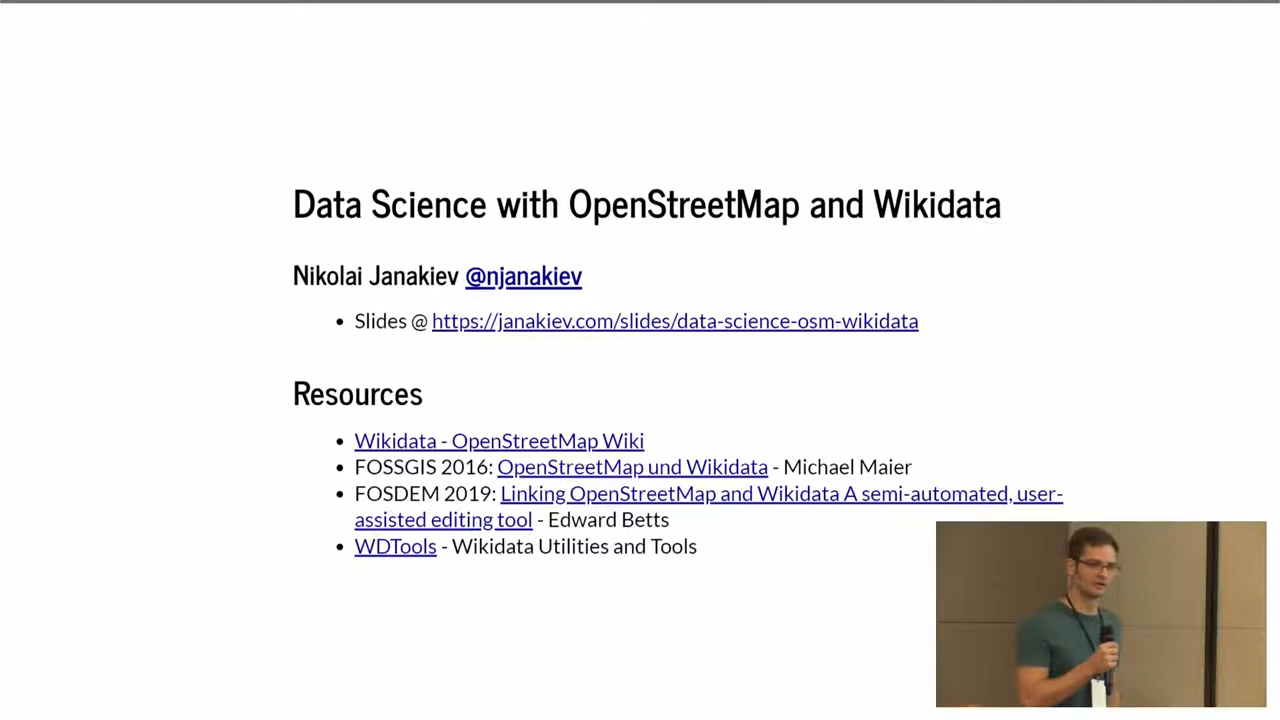 Data Science with OpenStreetMap and Wikidata
Nikolai Janakiev @njanakiev
• Slides @ https://janakiev.com/slides/data-science-osm-wikidata
Resources
• Wikidata - OpenStreetMap Wiki
• FOSSGIS 2016: OpenStreetMap und Wikidata - Michael Maier
• FOSDEM 2019: Linking OpenStreetMap and Wikidata A semi-automated, user-
assisted editing tool - Edward Betts
• WDTools - Wikidata Utilities and Tools